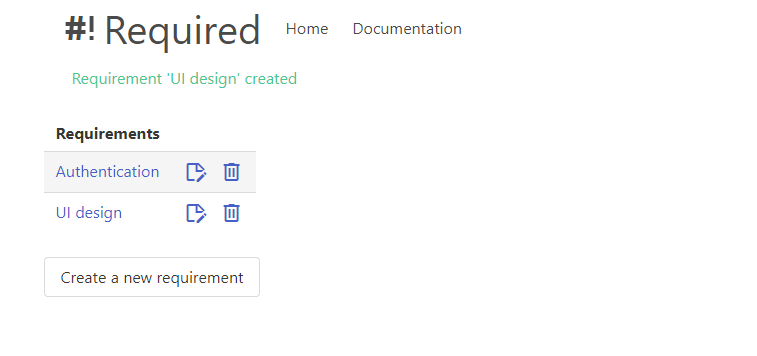 #! Required Home Documentation
Requirement 'UI design' created
Requirements
Authentication
UI design
Create a new requirement